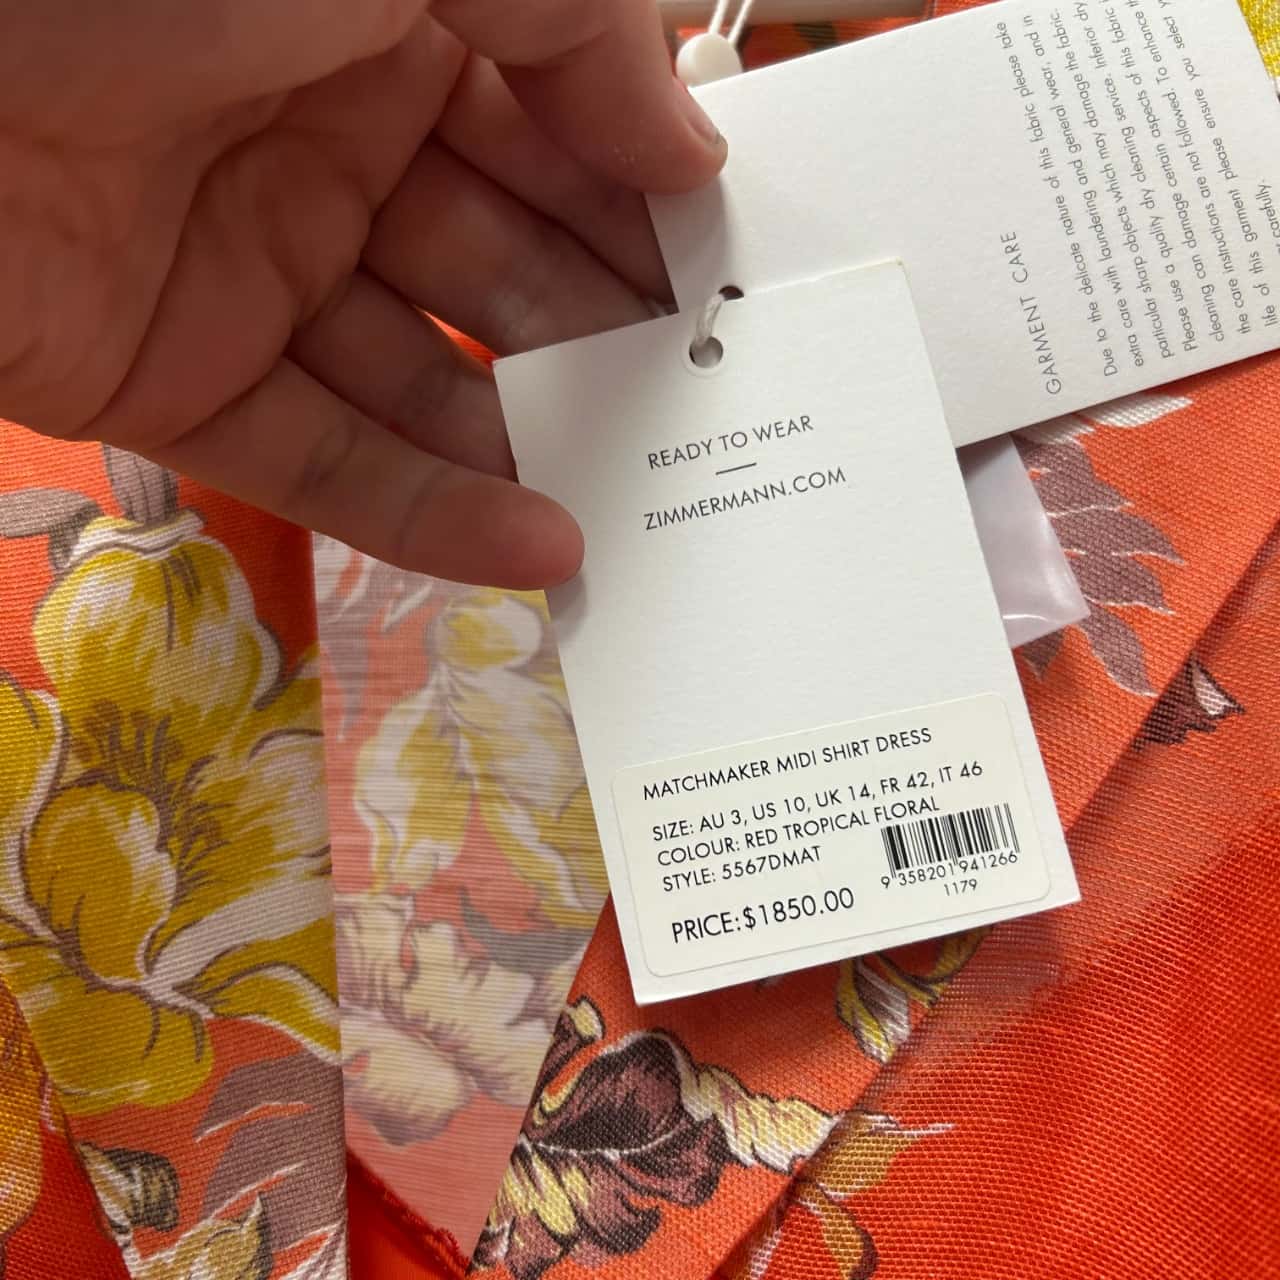 READY TO WEAR
ZIMMERMANN.COM
MATCHMAKER MIDI SHIRT DRESS
SIZE: AU 3, US 10, UK 14, FR 42, IT 46
COLOUR: RED TROPICAL FLORAL
STYLE: 5567DMAT
9 358201 941266
1179
PRICE: $1850.00
GARMENT CARE
Due to the delicate nature of this fabric please take
extra care with laundering and general wear, and in
particular sharp objects which may damage the fabric.
Please use a quality dry cleaning service. Inferior dry
cleaning can damage certain aspects of this fabric
the care instructions are not followed. To enhance
life of this garment please ensure you select
carefully.